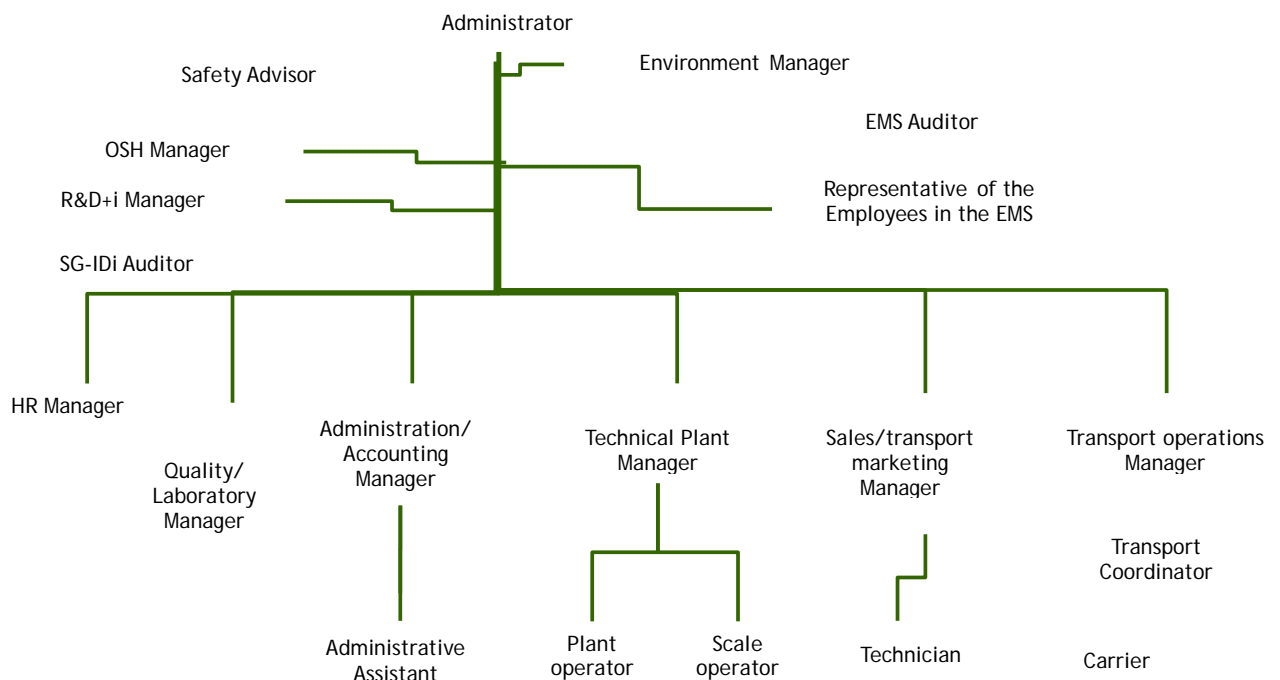 Administrator
Environment Manager
Safety Advisor
EMS Auditor
OSH Manager
R&D+i Manager
Representative of the
Employees in the EMS
SG-IDi Auditor
HR Manager
Quality/
Laboratory
Manager
Administration/
Accounting
Manager
Technical Plant
Manager
Sales/transport
marketing
Manager
Transport operations
Manager
Transport
Coordinator
Administrative
Assistant
Plant
operator
Scale
operator
Technician
Carrier